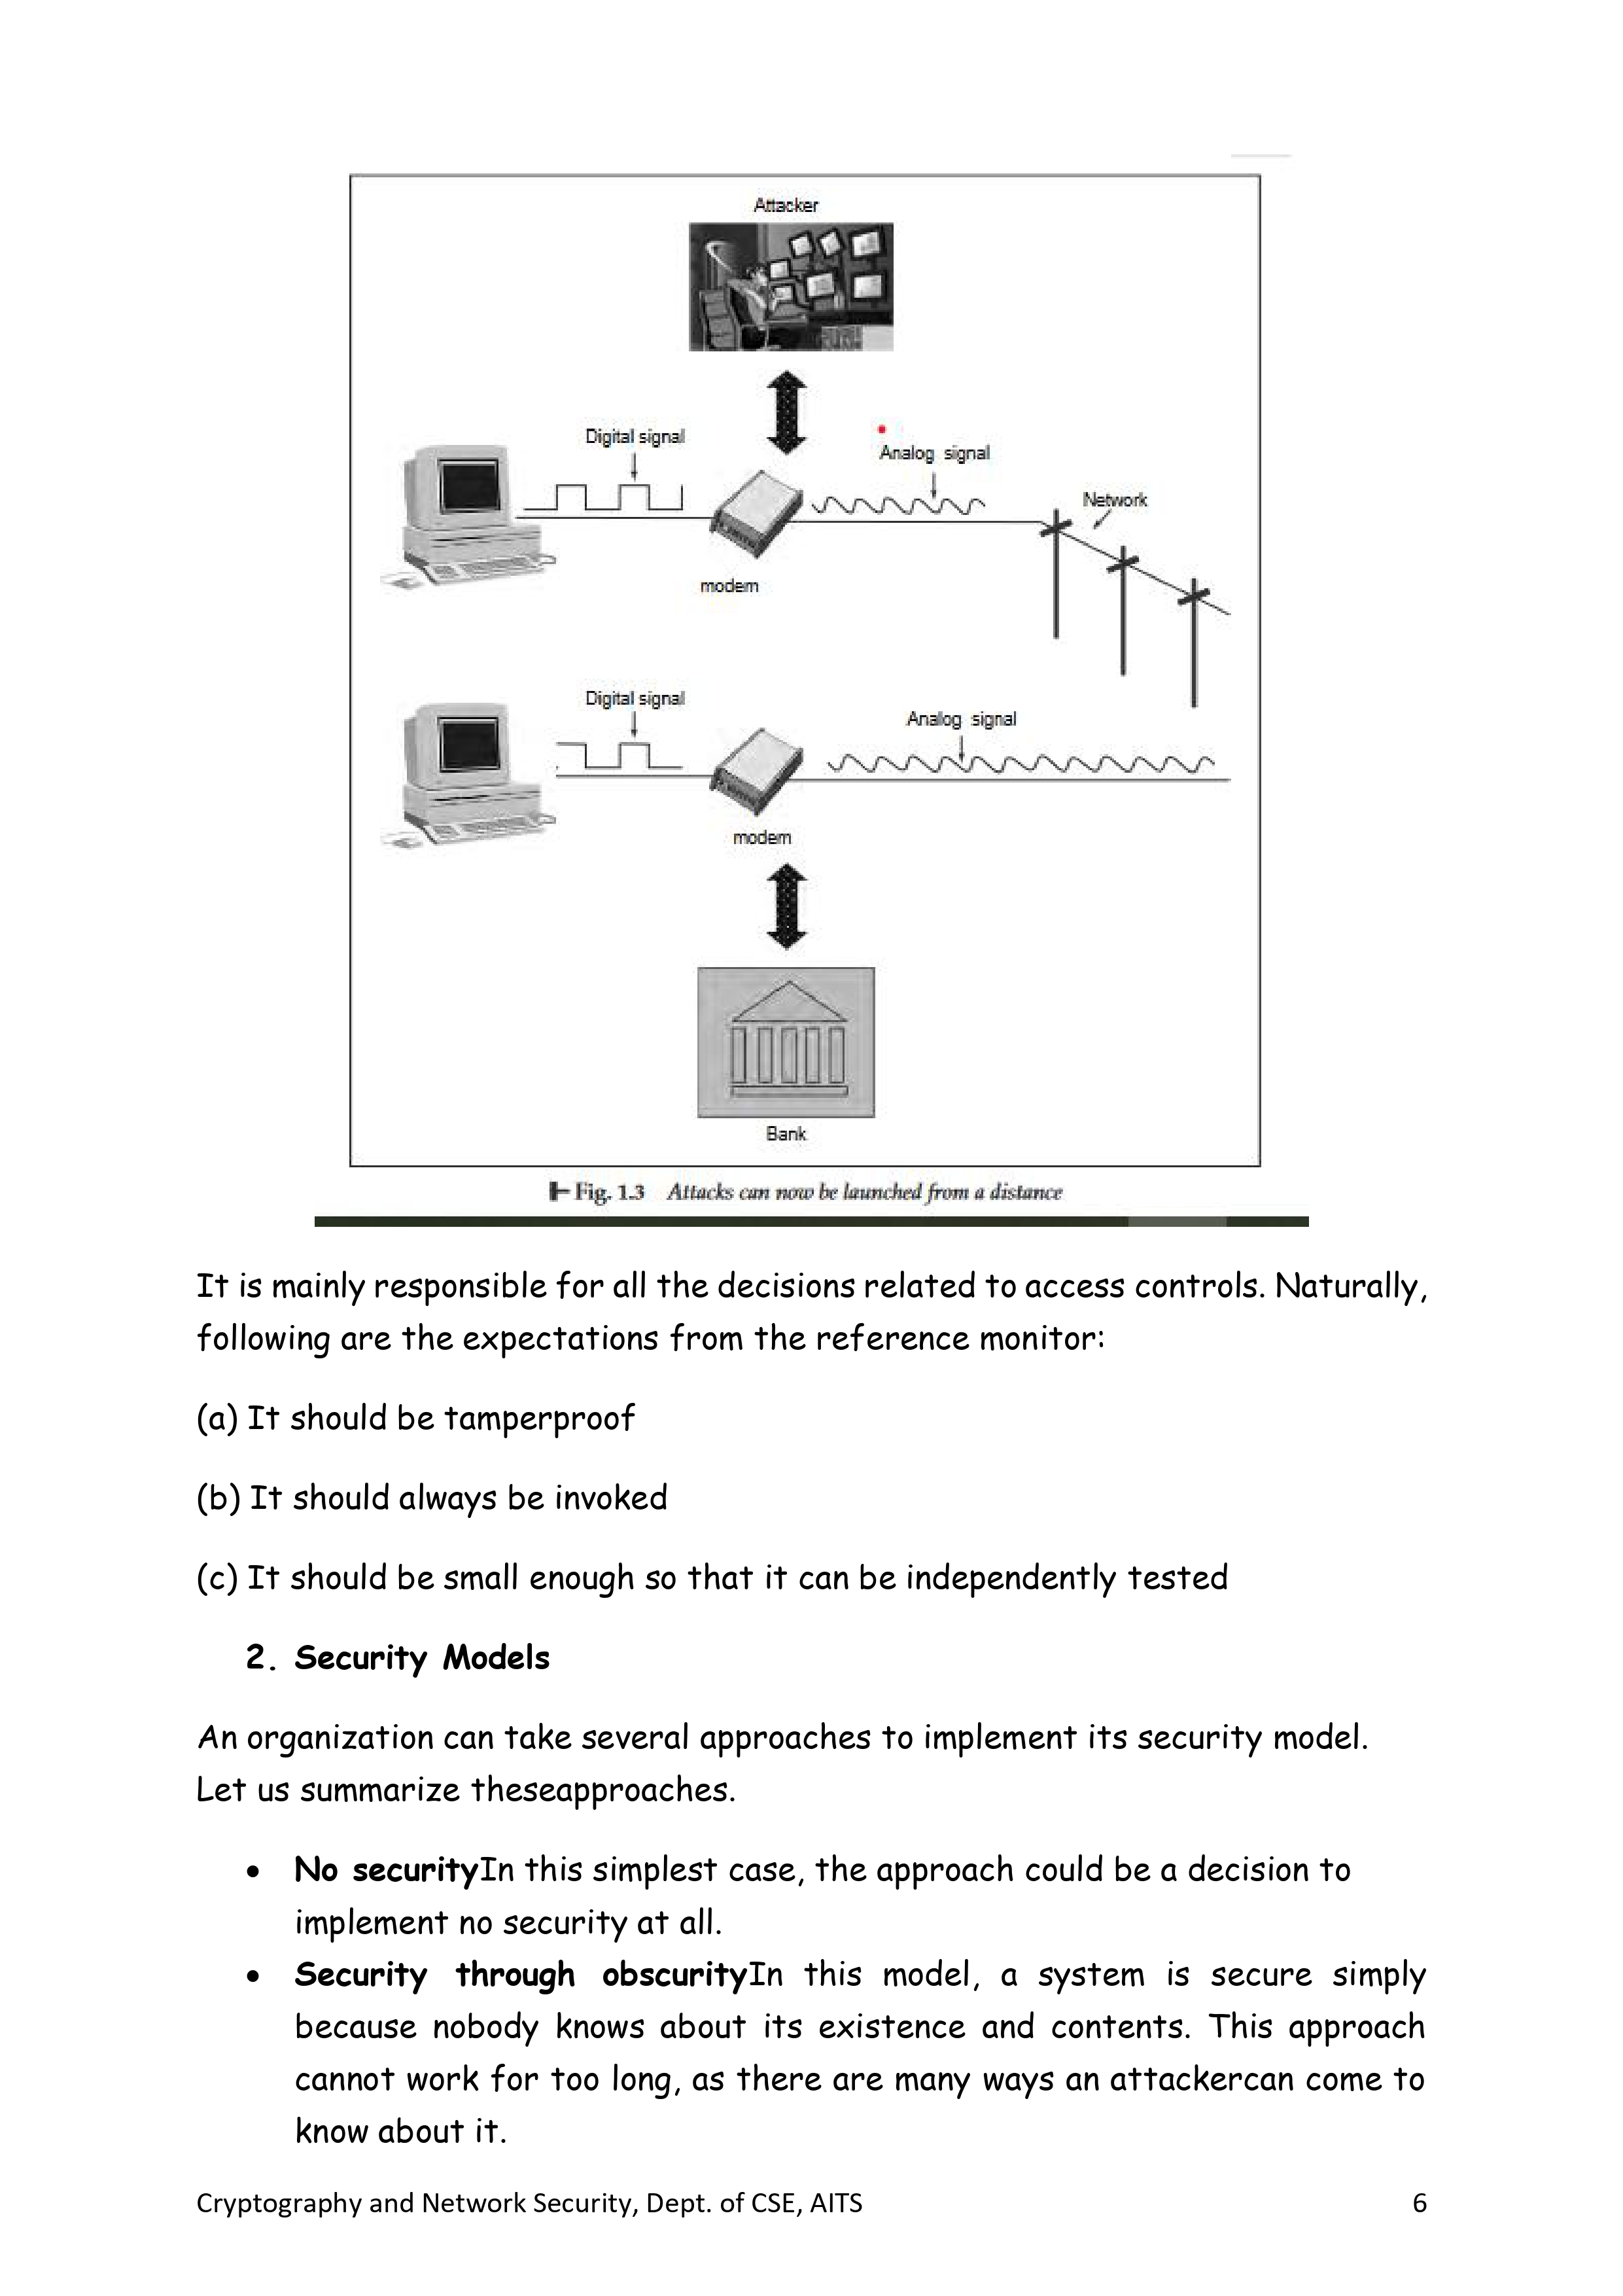 Attacker
Digital signal
Analog signal
Network
modem
Digital signal
Analog signal
modem
Bank
Fig. 1.3 Attacks can now be launched from a distance
It is mainly responsible for all the decisions related to access controls. Naturally,
following are the expectations from the reference monitor:
(a) It should be tamperproof
(b) It should always be invoked
(c) It should be small enough so that it can be independently tested
2. Security Models
An organization can take several approaches to implement its security model.
Let us summarize theseapproaches.
• No securityIn this simplest case, the approach could be a decision to
implement no security at all.
• Security through obscurityIn this model, a system is secure simply
because nobody knows about its existence and contents. This approach
cannot work for too long, as there are many ways an attackercan come to
know about it.
Cryptography and Network Security, Dept. of CSE, AITS 6